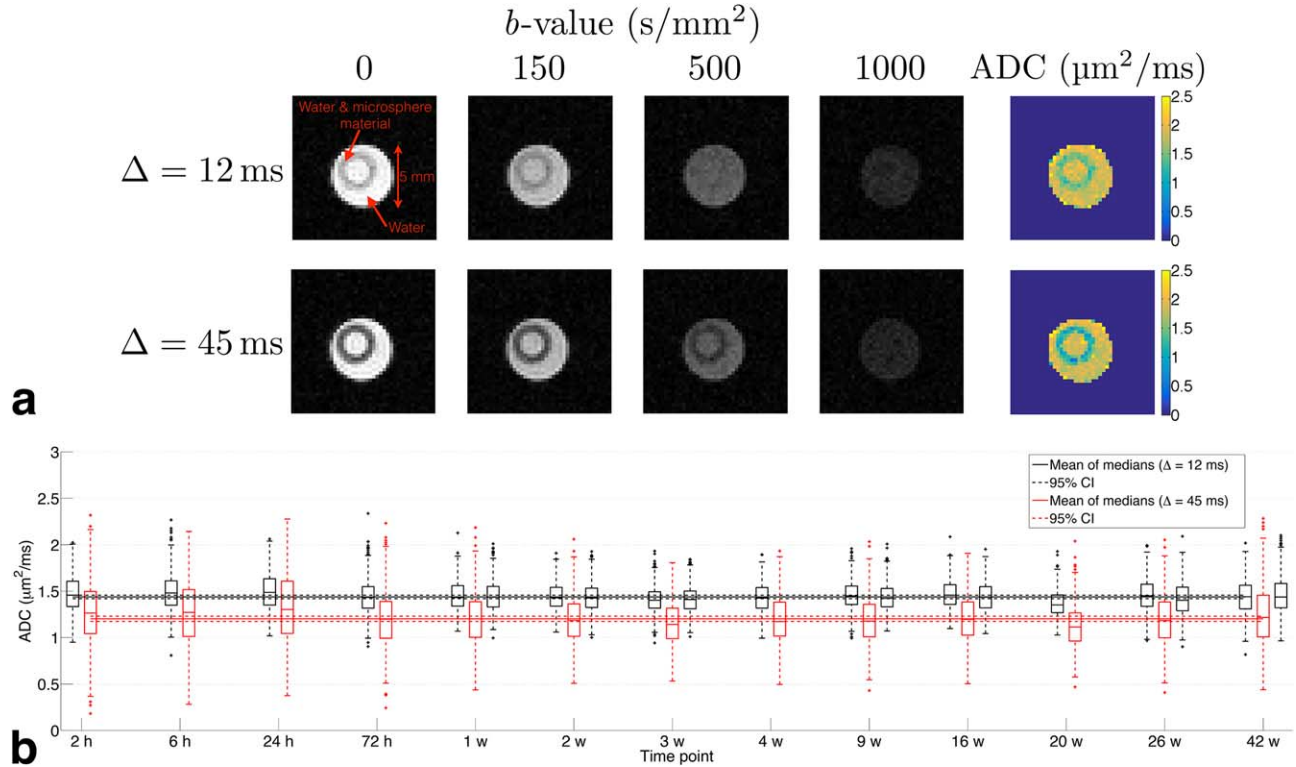 b-value (s/mm²)
0 150 500 1000 ADC (µm²/ms)
Water & microsphere
material
5 mm
Water
Δ = 12 ms
2.5
2
1.5
1
0.5
0
Δ = 45 ms
2.5
2
1.5
1
0.5
0
a
3
2.5
2
1.5
1
0.5
0
ADC (µm²/ms)
Mean of medians (Δ = 12 ms)
95% CI
Mean of medians (Δ = 45 ms)
95% CI
2 h 6 h 24 h 72 h 1 w 2 w 3 w 4 w 9 w 16 w 20 w 26 w 42 w
Time point
b